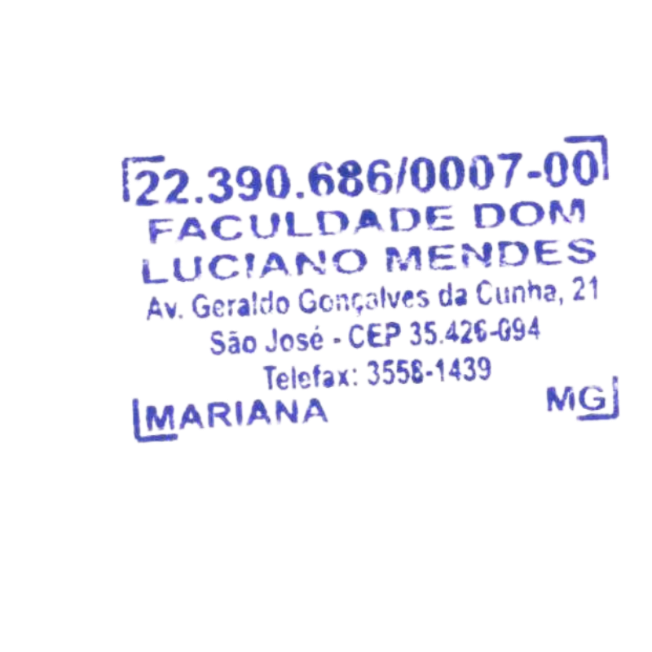 22.390.686/0007-00
FACULDADE DOM
LUCIANO MENDES
Av. Geraldo Gonçalves da Cunha, 21
São José - CEP 35.426-094
Telefax: 3558-1439
MARIANA MG